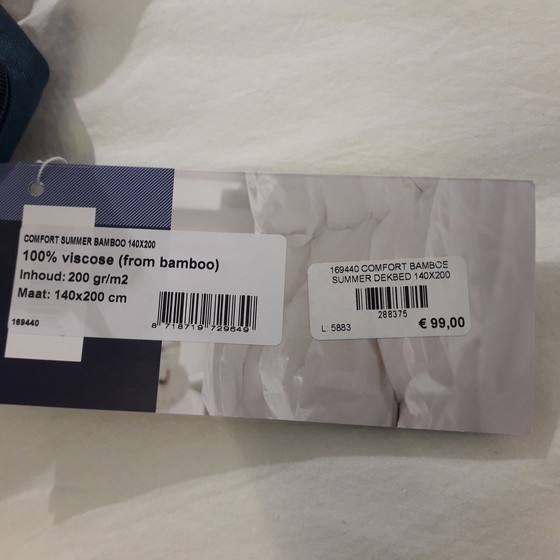 COMFORT SUMMER BAMBOO 140X200
100% viscose (from bamboo)
Inhoud: 200 gr/m2
Maat: 140x200 cm
169440
8 718719 729649
169440 COMFORT BAMBOE
SUMMER DEKBED 140X200
288375
L: 5883
€ 99,00